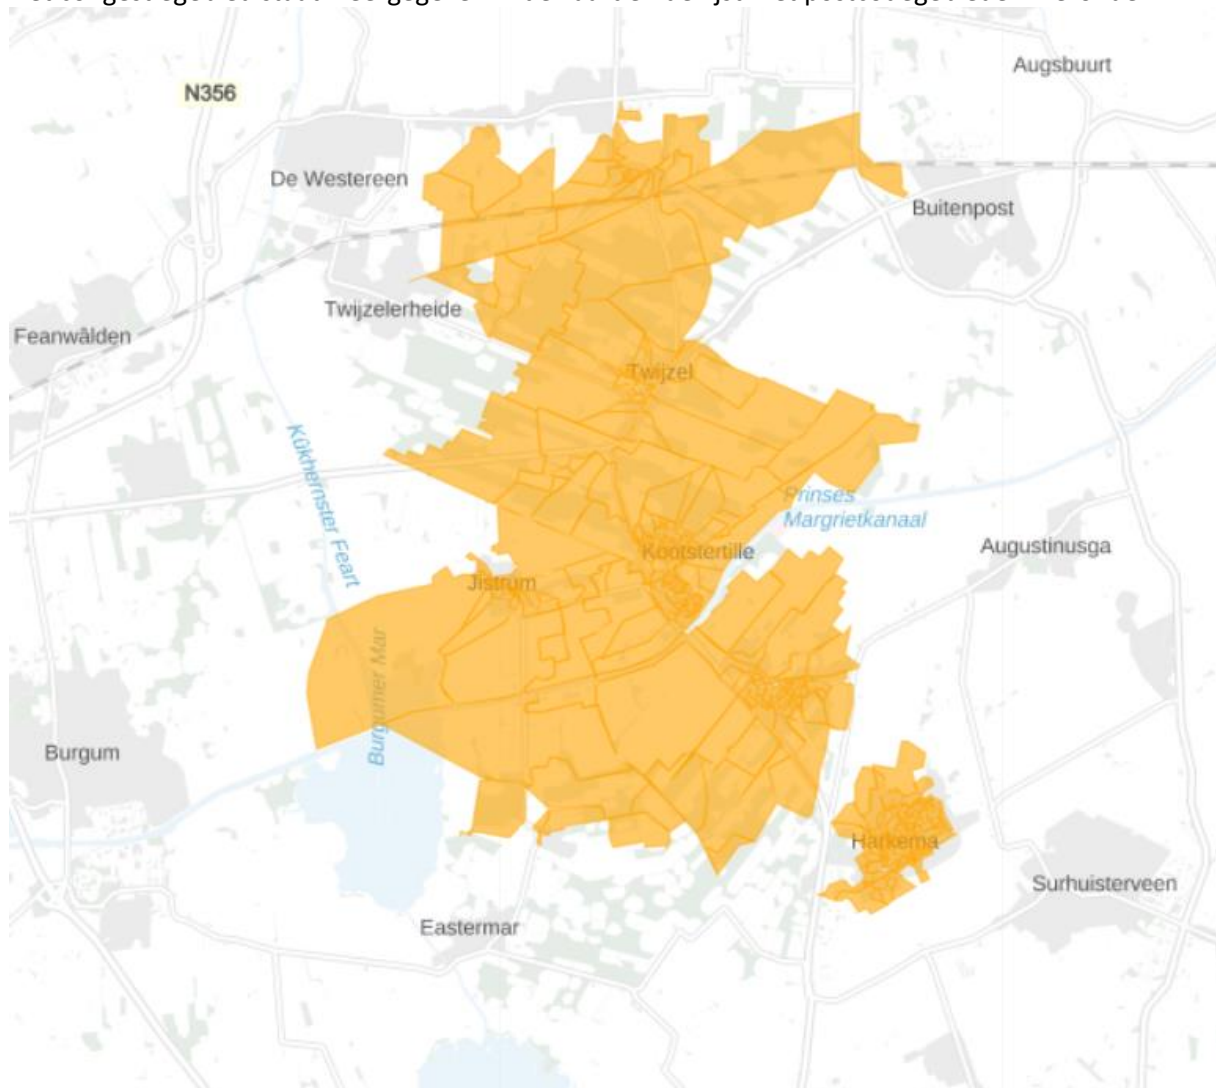 Augsbuurt
N356
De Westereen
Buitenpost
Twijzelerheide
Feanwâlden
Twijzel
Kûkhernster Feart
Prinses
Margrietkanaal
Augustinusga
Kootstertille
Jistrum
Burgumer Mar
Burgum
Harkema
Surhuisterveen
Eastermar